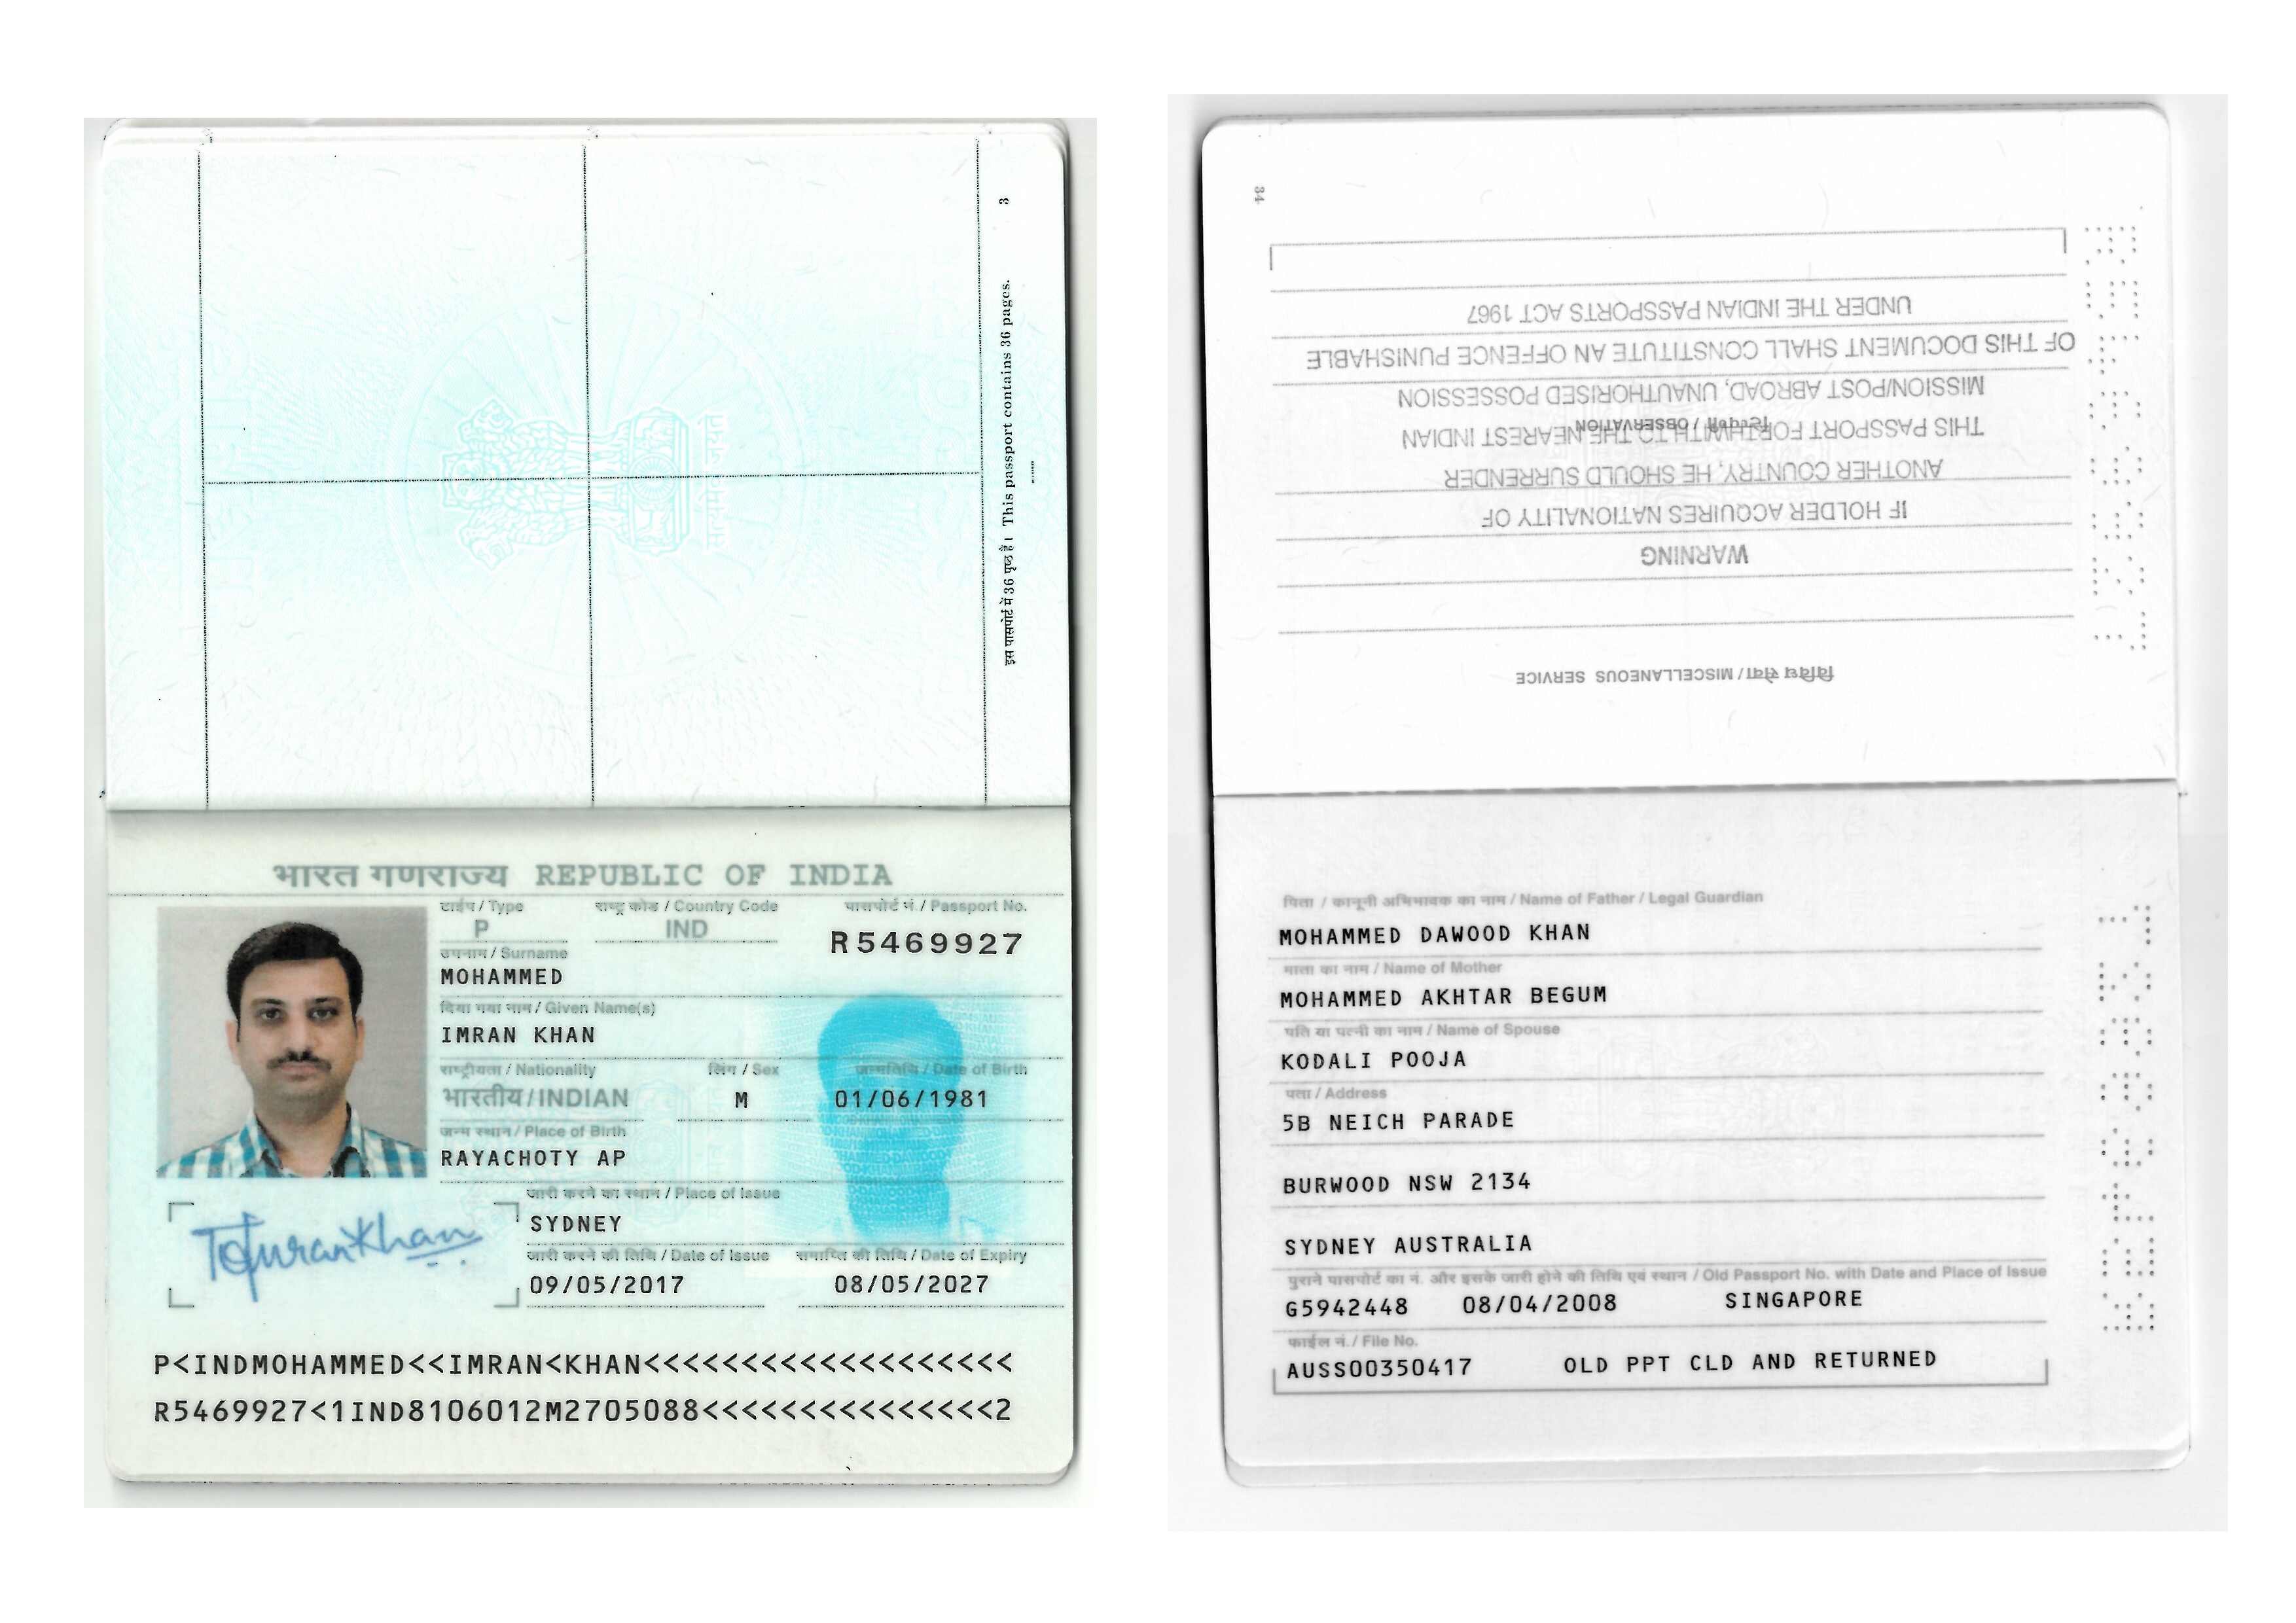 3
इस पासपोर्ट में 36 पृष्ठ हैं। This passport contains 36 pages.
भारत गणराज्य REPUBLIC OF INDIA
टाईप / Type राष्ट्र कोड / Country Code पासपोर्ट नं. / Passport No.
P IND R5469927
उपनाम / Surname
MOHAMMED
दिया गया नाम / Given Name(s)
IMRAN KHAN
राष्ट्रीयता / Nationality लिंग / Sex जन्मतिथि / Date of Birth
भारतीय / INDIAN M 01/06/1981
जन्म स्थान / Place of Birth
RAYACHOTY AP
जारी करने का स्थान / Place of Issue
SYDNEY
जारी करने की तिथि / Date of Issue समाप्ति की तिथि / Date of Expiry
09/05/2017 08/05/2027
P<INDMOHAMMED<<IMRAN<KHAN<<<<<<<<<<<<<<<<<<<
R5469927<1IND8106012M2705088<<<<<<<<<<<<<<<2
34
विविध सेवा / MISCELLANEOUS SERVICE
WARNING
IF HOLDER ACQUIRES NATIONALITY OF
ANOTHER COUNTRY, HE SHOULD SURRENDER
THIS PASSPORT FORTHWITH TO THE NEAREST INDIAN
टिप्पणी / OBSERVATION
MISSION/POST ABROAD, UNAUTHORISED POSSESSION
OF THIS DOCUMENT SHALL CONSTITUTE AN OFFENCE PUNISHABLE
UNDER THE INDIAN PASSPORTS ACT 1967
पिता / कानूनी अभिभावक का नाम / Name of Father / Legal Guardian
MOHAMMED DAWOOD KHAN
माता का नाम / Name of Mother
MOHAMMED AKHTAR BEGUM
पति या पत्नी का नाम / Name of Spouse
KODALI POOJA
पता / Address
5B NEICH PARADE
BURWOOD NSW 2134
SYDNEY AUSTRALIA
पुराने पासपोर्ट का नं. और इसके जारी होने की तिथि एवं स्थान / Old Passport No. with Date and Place of Issue
G5942448 08/04/2008 SINGAPORE
फाईल नं. / File No.
AUSS00350417 OLD PPT CLD AND RETURNED